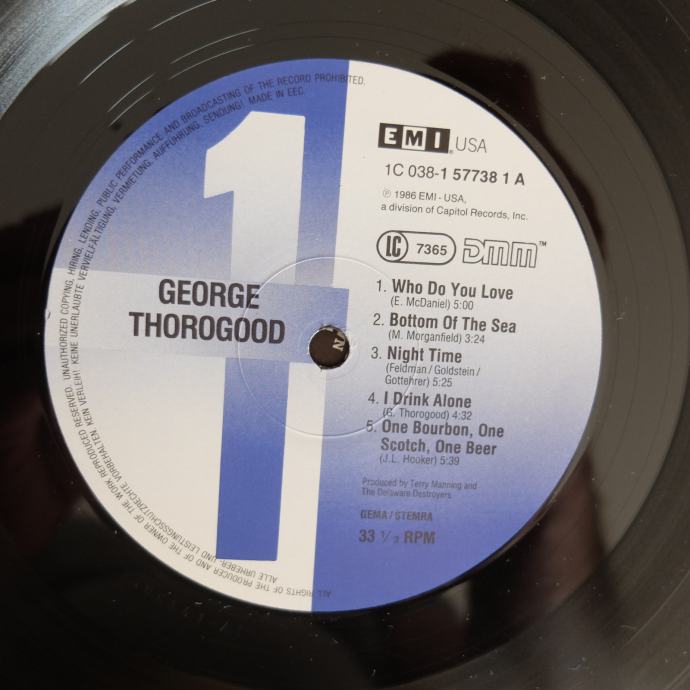 ALL RIGHTS OF THE PRODUCER AND OF THE OWNER OF THE WORK REPRODUCED RESERVED. UNAUTHORIZED COPYING, HIRING, LENDING, PUBLIC PERFORMANCE AND BROADCASTING OF THE RECORD PROHIBITED.
ALLE URHEBER- UND LEISTUNGSSCHUTZRECHTE VORBEHALTEN KEIN VERLEIH! KEINE UNERLAUBTE VERVIELFÄLTIGUNG, VERMIETUNG, AUFFÜHRUNG, SENDUNG! MADE IN EEC.
1
GEORGE
THOROGOOD
EMI USA
1C 038-1 57738 1 A
℗ 1986 EMI - USA,
a division of Capitol Records, Inc.
LC 7365 DMM™
1. Who Do You Love
(E. McDaniel) 5:00
2. Bottom Of The Sea
(M. Morganfield) 3:24
3. Night Time
(Feldman/Goldstein/
Gottehrer) 5:25
4. I Drink Alone
(G. Thorogood) 4:32
5. One Bourbon, One
Scotch, One Beer
(J.L. Hooker) 5:39
Produced by Terry Manning and
The Delaware Destroyers
GEMA/STEMRA
33 1/3 RPM